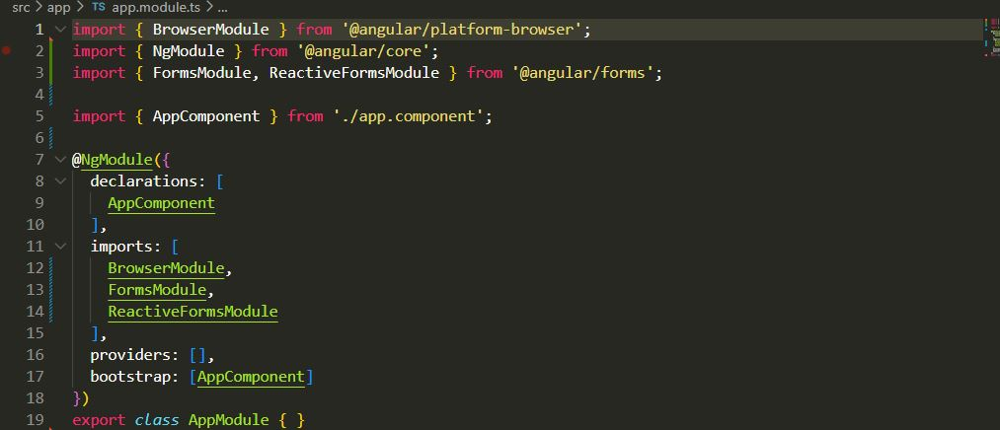 src > app > TS app.module.ts > ...
1 import { BrowserModule } from '@angular/platform-browser';
2 import { NgModule } from '@angular/core';
3 import { FormsModule, ReactiveFormsModule } from '@angular/forms';
4
5 import { AppComponent } from './app.component';
6
7 @NgModule({
8   declarations: [
9     AppComponent
10   ],
11   imports: [
12     BrowserModule,
13     FormsModule,
14     ReactiveFormsModule
15   ],
16   providers: [],
17   bootstrap: [AppComponent]
18 })
19 export class AppModule { }